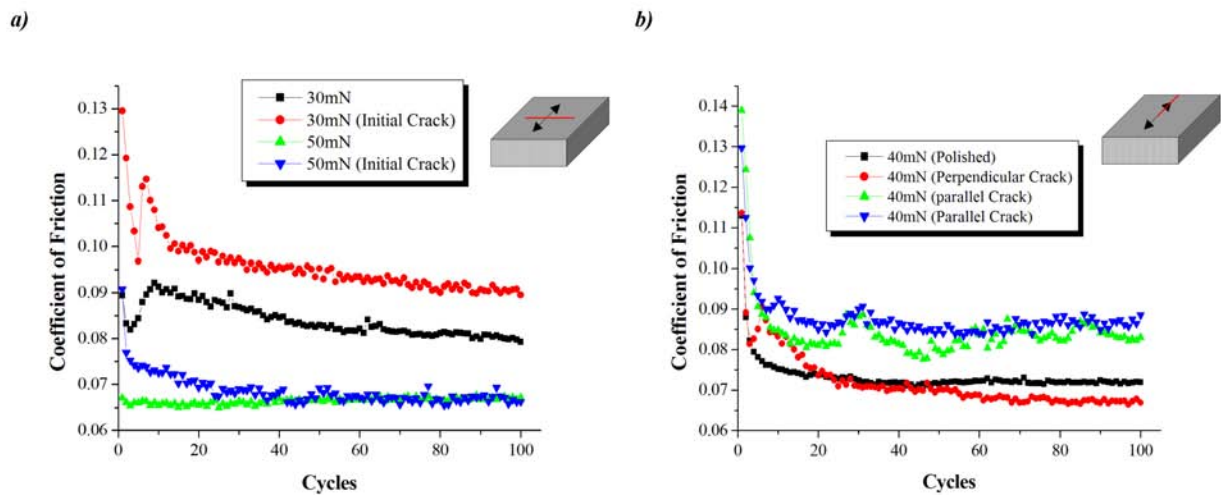 a)
0.13
0.12
0.11
0.10
0.09
0.08
0.07
0.06
Coefficient of Friction
0
20
40
60
80
100
Cycles
30mN
30mN (Initial Crack)
50mN
50mN (Initial Crack)
b)
0.14
0.13
0.12
0.11
0.10
0.09
0.08
0.07
0.06
Coefficient of Friction
0
20
40
60
80
100
Cycles
40mN (Polished)
40mN (Perpendicular Crack)
40mN (parallel Crack)
40mN (Parallel Crack)